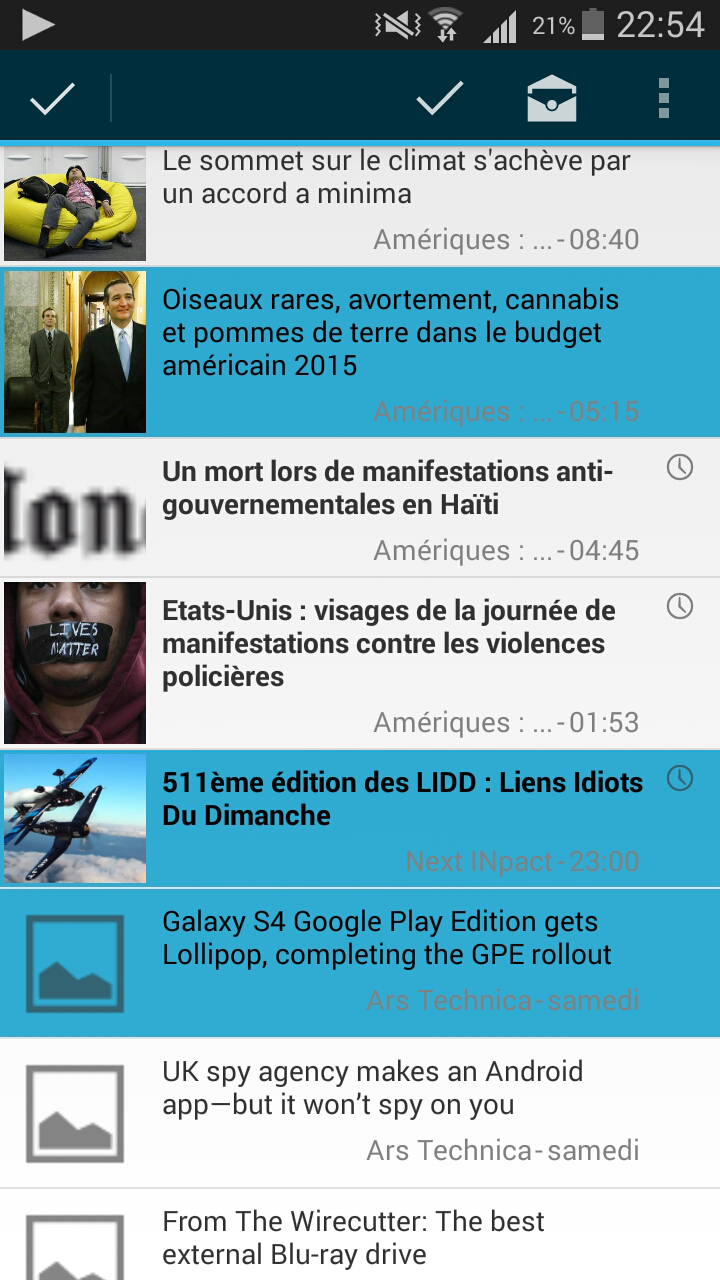 21% 22:54
Le sommet sur le climat s'achève par
un accord a minima
Amériques : ... - 08:40
Oiseaux rares, avortement, cannabis
et pommes de terre dans le budget
américain 2015
Amériques : ... - 05:15
Un mort lors de manifestations anti-
gouvernementales en Haïti
Amériques : ... - 04:45
Etats-Unis : visages de la journée de
manifestations contre les violences
policières
LIVES
MATTER
Amériques : ... - 01:53
511ème édition des LIDD : Liens Idiots
Du Dimanche
Next INpact - 23:00
Galaxy S4 Google Play Edition gets
Lollipop, completing the GPE rollout
Ars Technica - samedi
UK spy agency makes an Android
app—but it won’t spy on you
Ars Technica - samedi
From The Wirecutter: The best
external Blu-ray drive